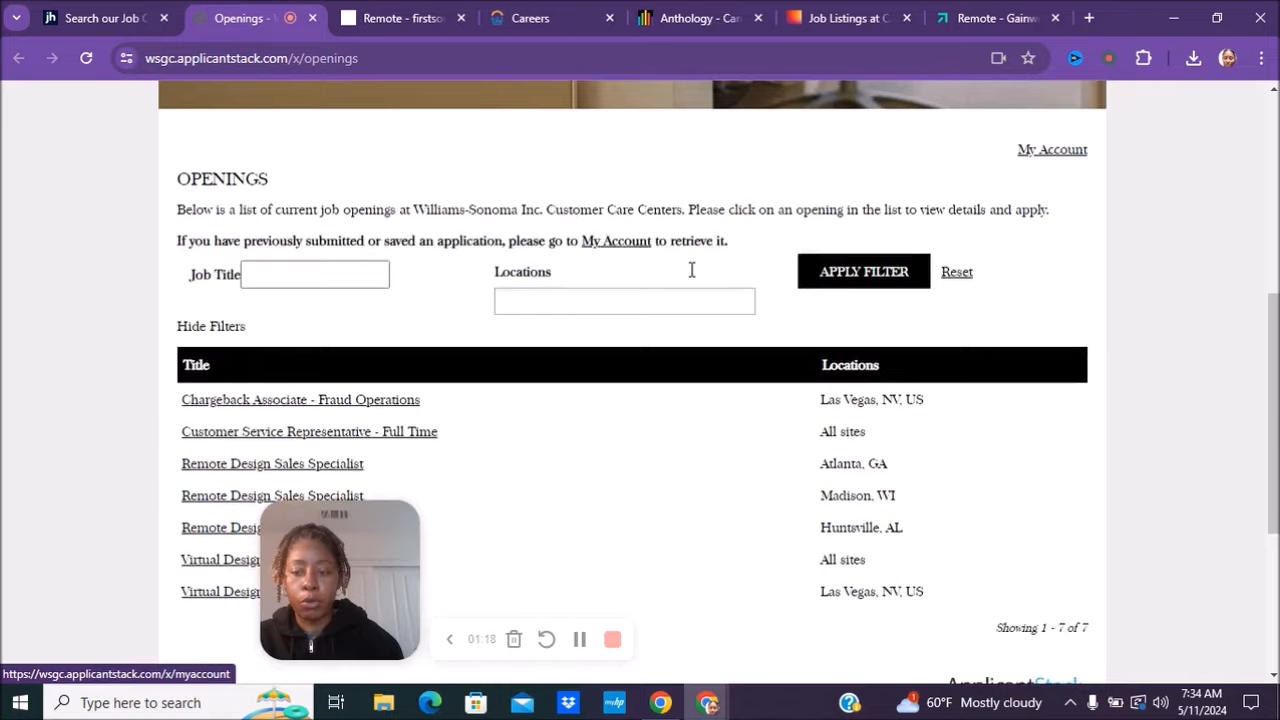 Search our Job C
Openings -
Remote - firstso
Careers
Anthology - Car
Job Listings at C
Remote - Gainw
wsgc.applicantstack.com/x/openings
My Account
OPENINGS
Below is a list of current job openings at Williams-Sonoma Inc. Customer Care Centers. Please click on an opening in the list to view details and apply.
If you have previously submitted or saved an application, please go to My Account to retrieve it.
Job Title
Locations
APPLY FILTER
Reset
Hide Filters
Title Locations
Chargeback Associate - Fraud Operations Las Vegas, NV, US
Customer Service Representative - Full Time All sites
Remote Design Sales Specialist Atlanta, GA
Remote Design Sales Specialist Madison, WI
Remote Desig Huntsville, AL
Virtual Design All sites
Virtual Design Las Vegas, NV, US
Showing 1 - 7 of 7
01:18
https://wsgc.applicantstack.com/x/myaccount
ApplicantStack
Type here to search
60°F Mostly cloudy
7:34 AM
5/11/2024